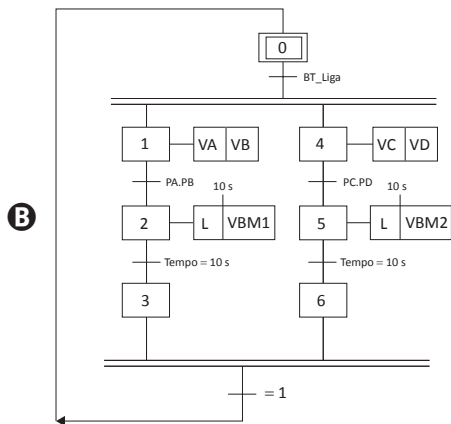 0
BT_Liga
1 VA VB 4 VC VD
PA.PB PC.PD
10 s 10 s
B 2 L VBM1 5 L VBM2
Tempo = 10 s Tempo = 10 s
3 6
= 1